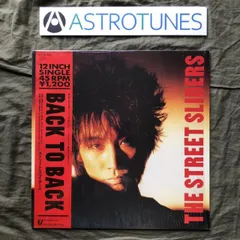 ASTROTUNES
12 INCH
SINGLE
45 RPM
¥1,200
BACK TO BACK
THE STREET SLIDERS